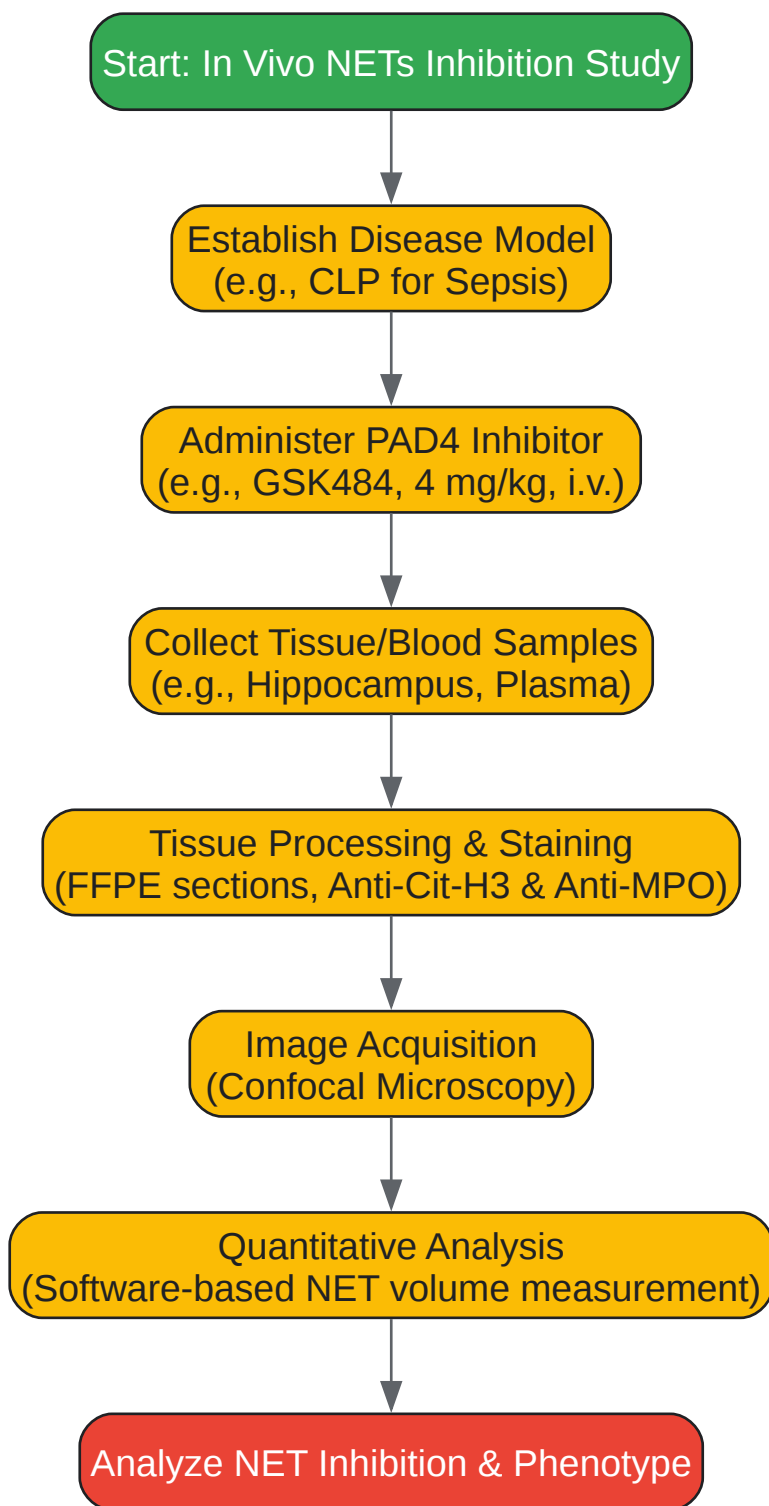 Start: In Vivo NETs Inhibition Study
Establish Disease Model
(e.g., CLP for Sepsis)
Administer PAD4 Inhibitor
(e.g., GSK484, 4 mg/kg, i.v.)
Collect Tissue/Blood Samples
(e.g., Hippocampus, Plasma)
Tissue Processing & Staining
(FFPE sections, Anti-Cit-H3 & Anti-MPO)
Image Acquisition
(Confocal Microscopy)
Quantitative Analysis
(Software-based NET volume measurement)
Analyze NET Inhibition & Phenotype